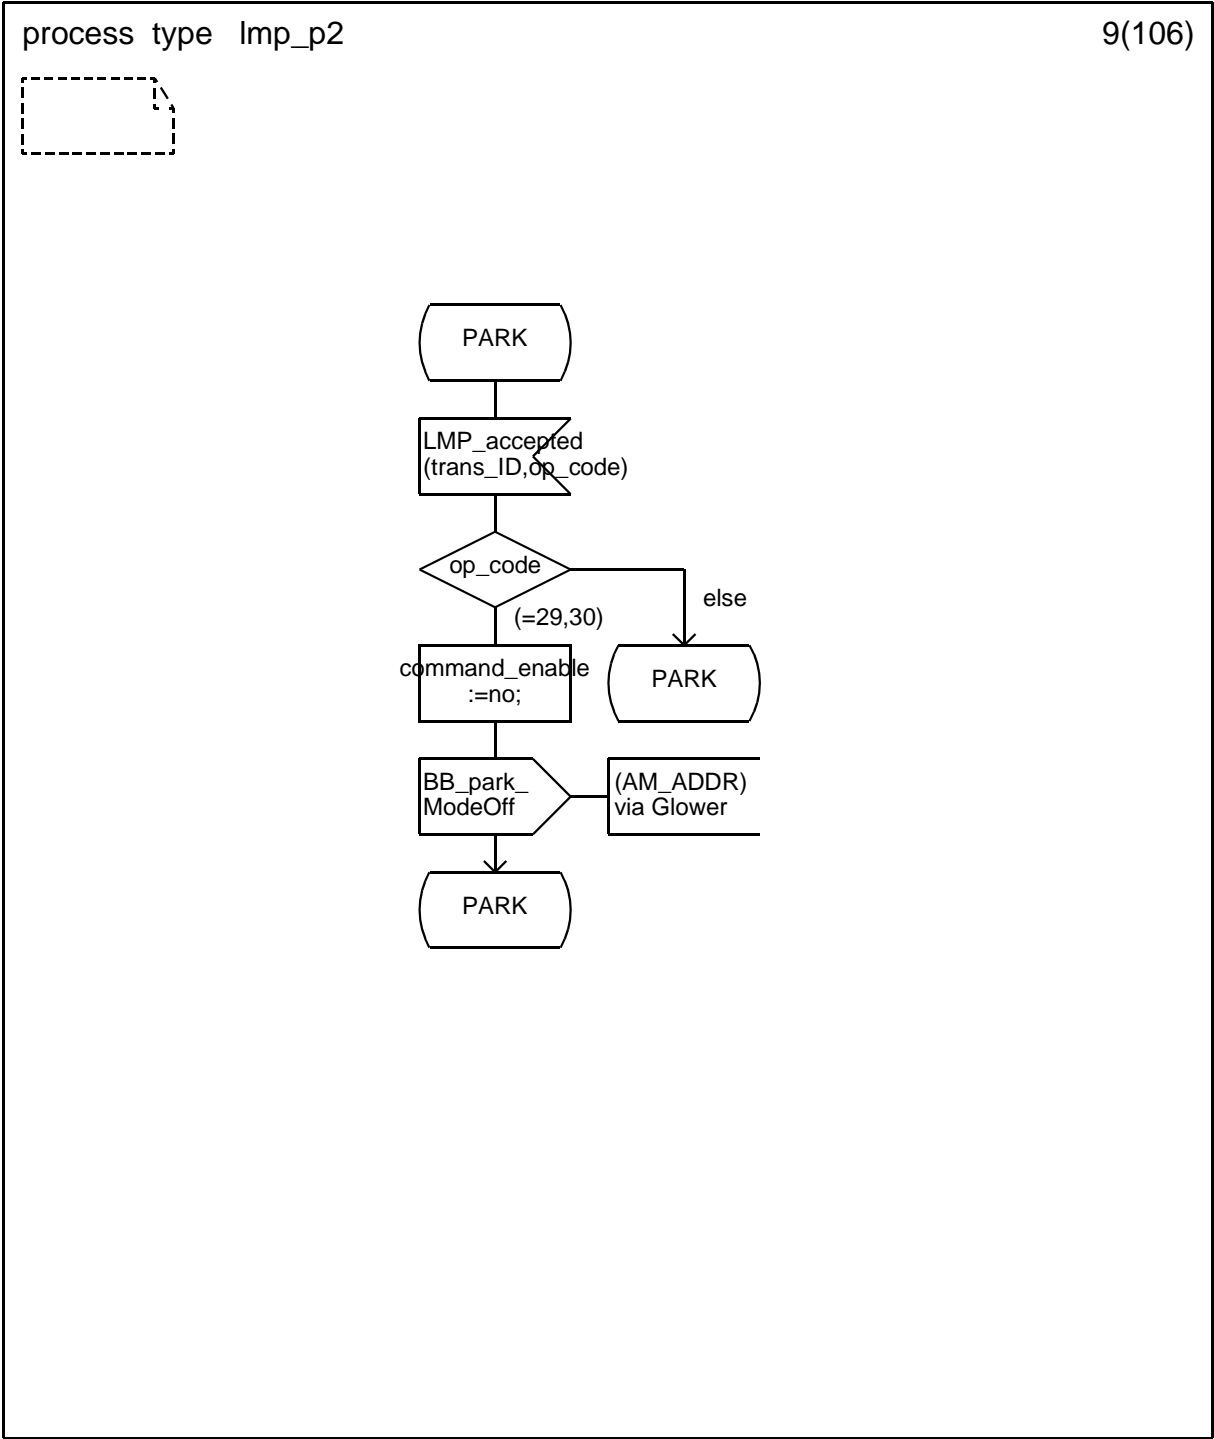 process type lmp_p2
9(106)
PARK
LMP_accepted
(trans_ID,op_code)
op_code
else
(=29,30)
command_enable
:=no;
PARK
BB_park_
ModeOff
(AM_ADDR)
via Glower
PARK